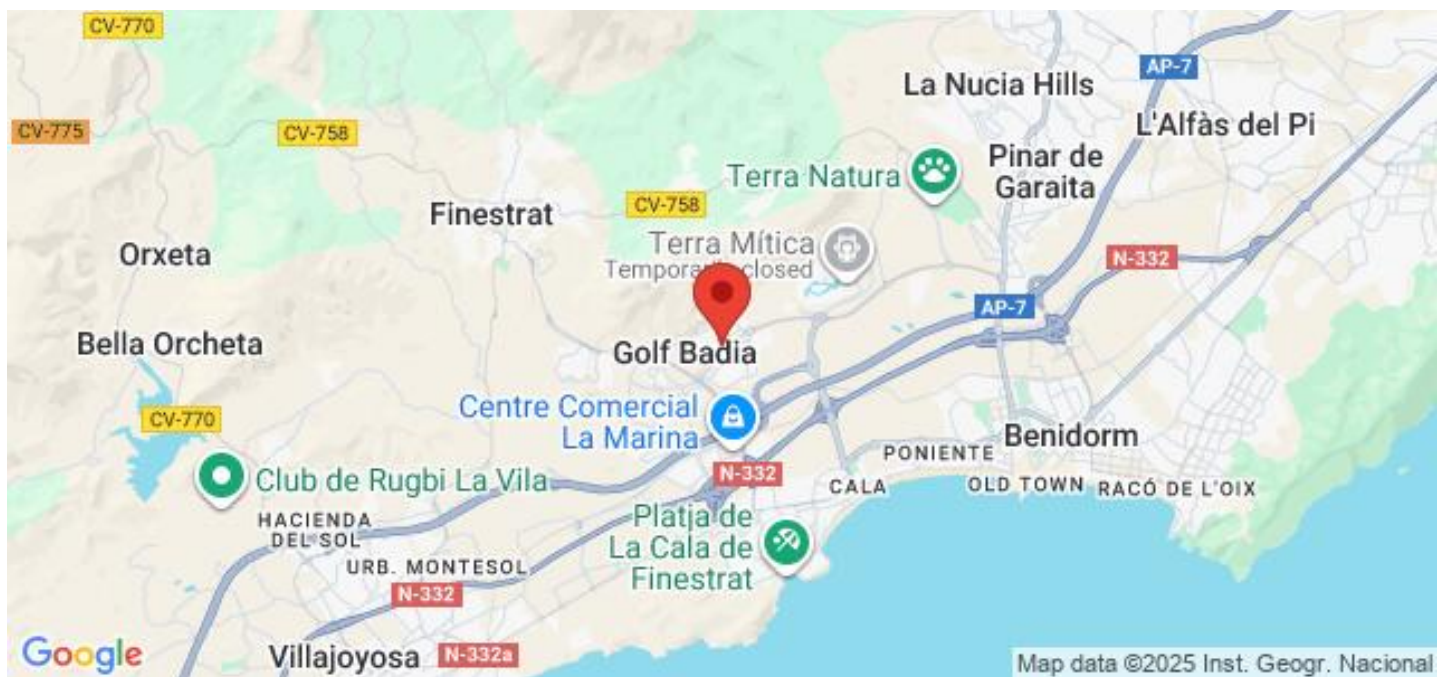 CV-770
AP-7
La Nucia Hills
CV-775
CV-758
L'Alfàs del Pi
Terra Natura
Pinar de
Garaita
Finestrat
CV-758
Orxeta
Terra Mítica
Temporarily closed
N-332
AP-7
Bella Orcheta
Golf Badia
CV-770
Centre Comercial
La Marina
Benidorm
PONIENTE
Club de Rugbi La Vila
N-332
CALA
OLD TOWN
RACÓ DE L'OIX
HACIENDA
DEL SOL
Platja de
La Cala de
Finestrat
URB. MONTESOL
N-332
Villajoyosa
N-332a
Google
Map data ©2025 Inst. Geogr. Nacional